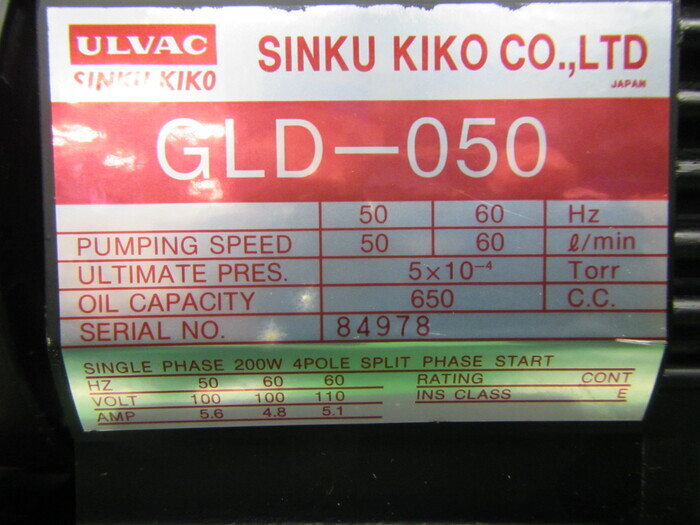 ULVAC
SINKU KIKO
SINKU KIKO CO.,LTD
JAPAN
GLD-050
50 60 Hz
PUMPING SPEED 50 60 ℓ/min
ULTIMATE PRES. 5×10⁻⁴ Torr
OIL CAPACITY 650 C.C.
SERIAL NO. 84978
SINGLE PHASE 200W 4POLE SPLIT PHASE START
HZ 50 60 60 RATING CONT
VOLT 100 100 110 INS CLASS E
AMP 5.6 4.8 5.1